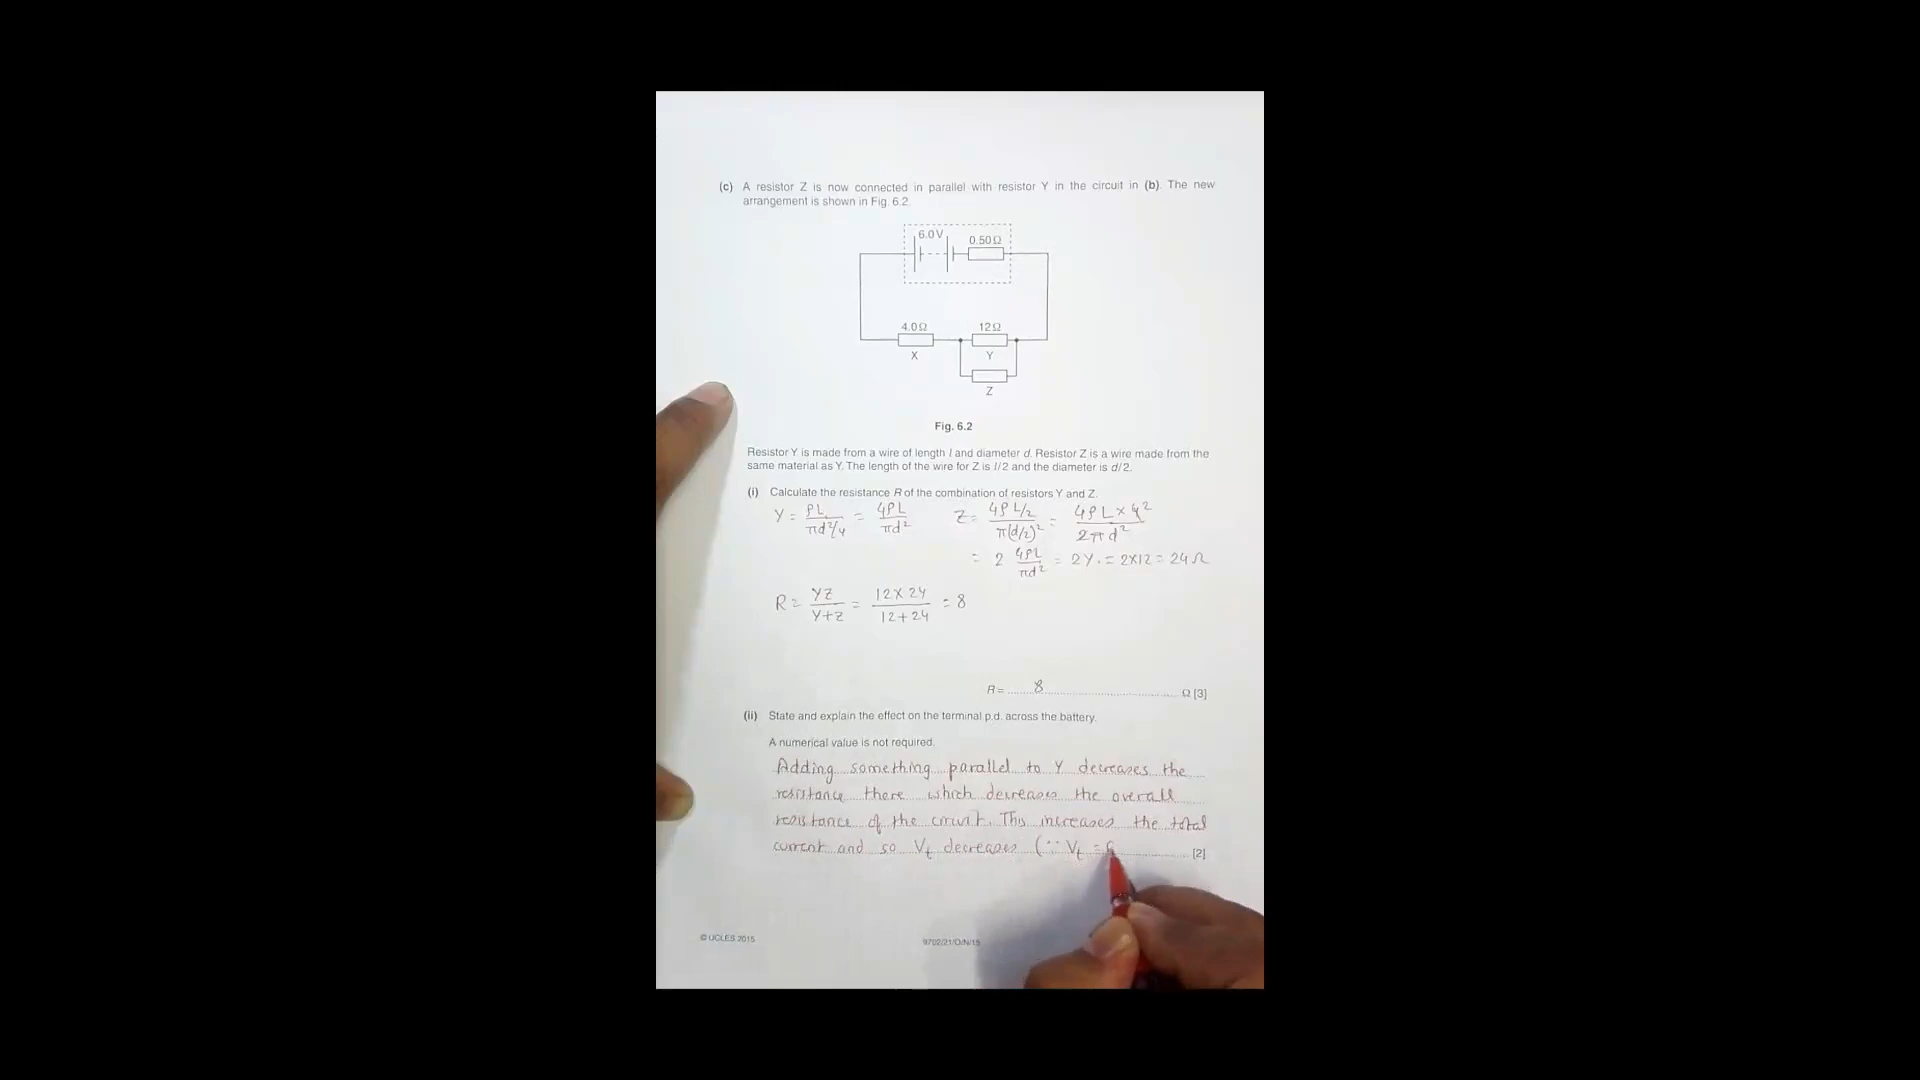 (c) A resistor Z is now connected in parallel with resistor Y in the circuit in (b). The new
arrangement is shown in Fig. 6.2.
6.0V
0.50Ω
4.0Ω
12Ω
X
Y
Z
Fig. 6.2
Resistor Y is made from a wire of length l and diameter d. Resistor Z is a wire made from the
same material as Y. The length of the wire for Z is l/2 and the diameter is d/2.
(i) Calculate the resistance R of the combination of resistors Y and Z.
Y = ρL/(πd²/4) = 4ρL/πd² Z = 4ρL/2/π(d/2)² = 4ρL×4²/2πd²
= 2 4ρL/πd² = 2Y. = 2×12 = 24Ω
R = YZ/Y+Z = 12×24/12+24 = 8
R = 8 Ω [3]
(ii) State and explain the effect on the terminal p.d. across the battery.
A numerical value is not required.
Adding something parallel to Y decreases the
resistance there which decreases the overall
resistance of the circuit. This increases the total
current and so Vt decreases (∵ Vt = [2]
© UCLES 2015
9702/21/O/N/15